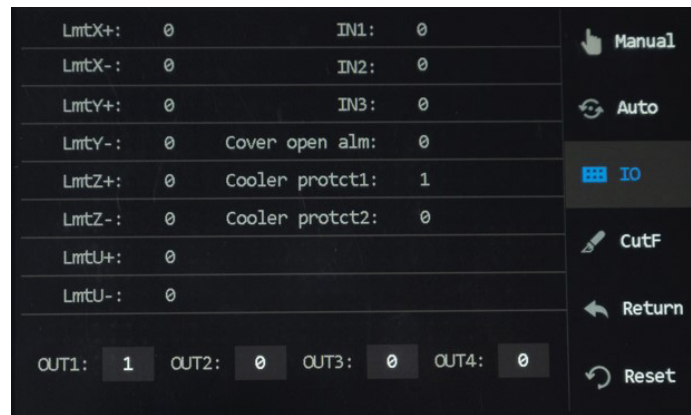 LmtX+: 0 IN1: 0
LmtX-: 0 IN2: 0
LmtY+: 0 IN3: 0
LmtY-: 0 Cover open alm: 0
LmtZ+: 0 Cooler protct1: 1
LmtZ-: 0 Cooler protct2: 0
LmtU+: 0
LmtU-: 0
OUT1: 1 OUT2: 0 OUT3: 0 OUT4: 0
Manual
Auto
IO
CutF
Return
Reset